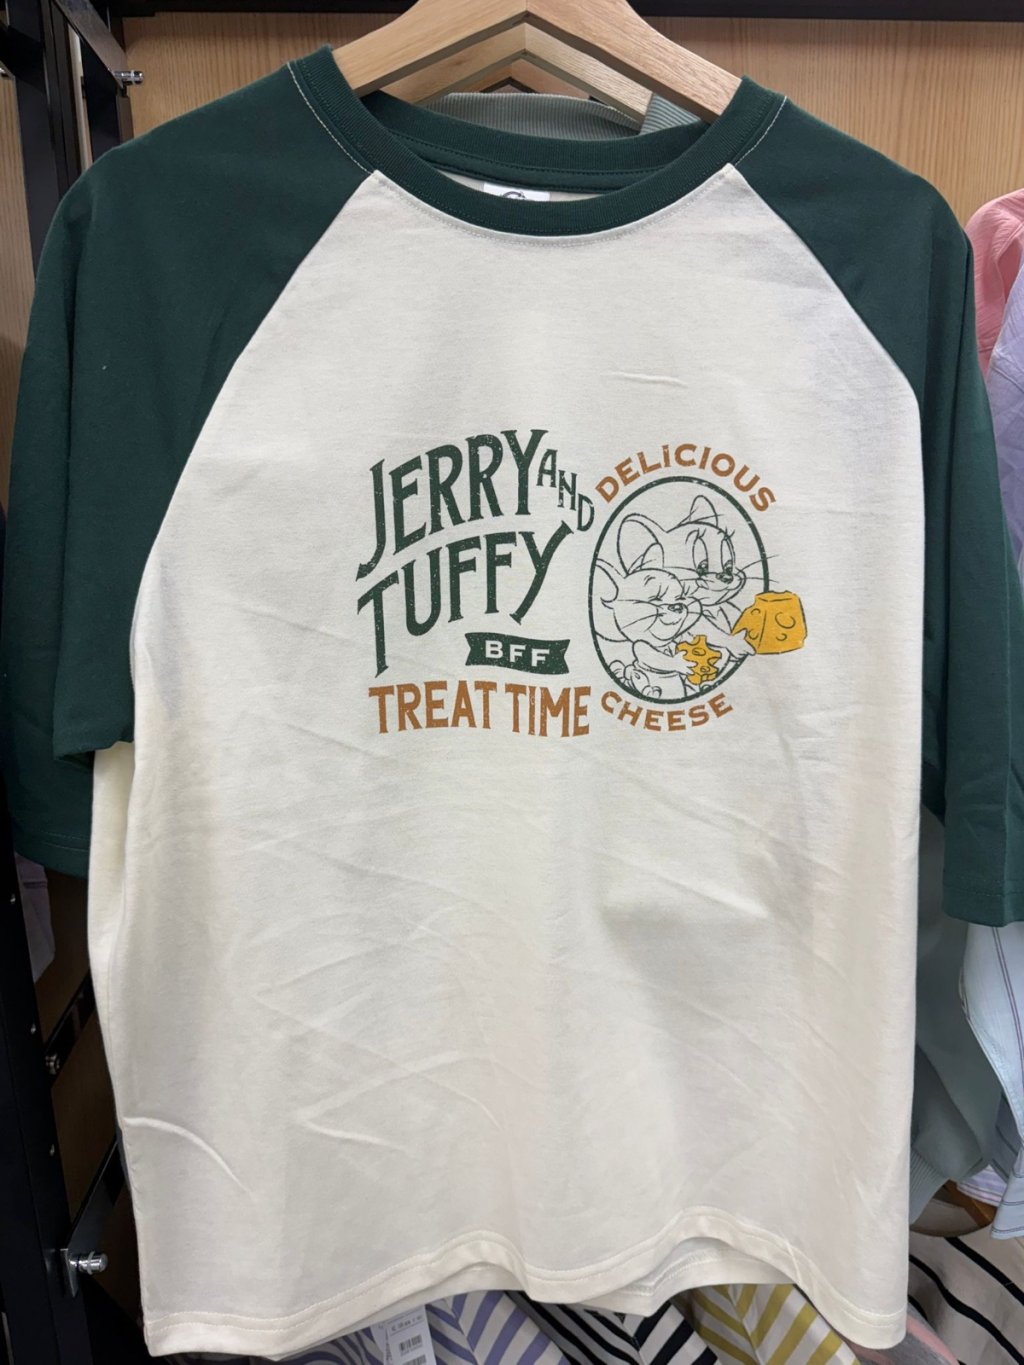 JERRY AND
TUFFY
BFF
TREAT TIME
DELICIOUS
CHEESE